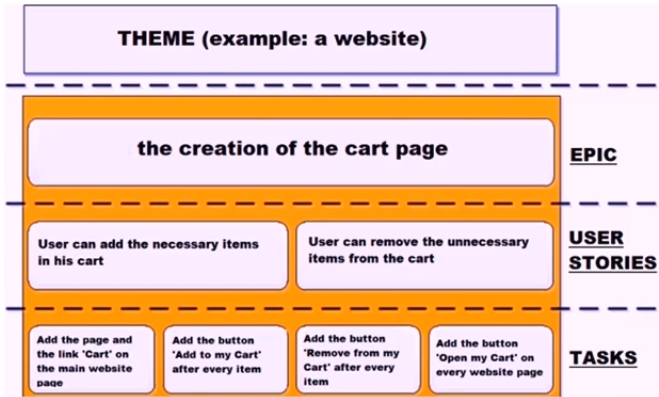 THEME (example: a website)
the creation of the cart page
EPIC
User can add the necessary items
in his cart
User can remove the unnecessary
items from the cart
USER
STORIES
Add the page and
the link 'Cart' on
the main website
page
Add the button
'Add to my Cart'
after every item
Add the button
'Remove from my
Cart' after every
item
Add the button
'Open my Cart' on
every website page
TASKS